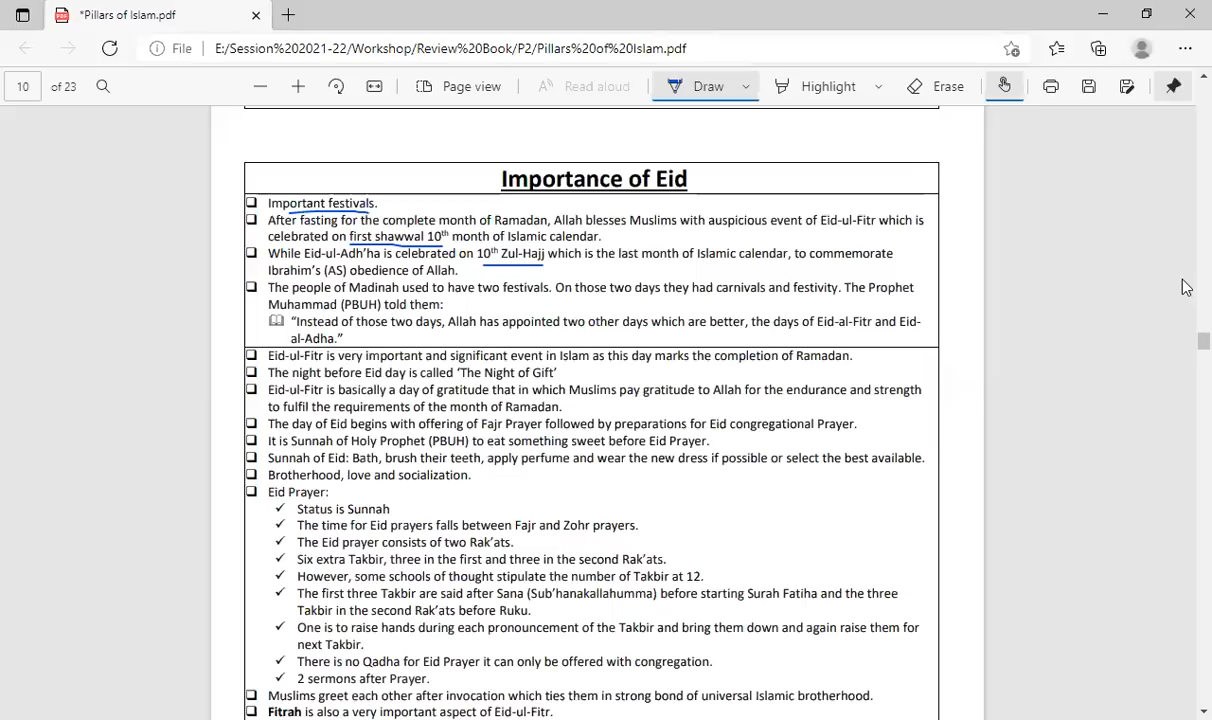 *Pillars of Islam.pdf
File E:/Session%202021-22/Workshop/Review%20Book/P2/Pillars%20of%20Islam.pdf
10 of 23 Page view Read aloud Draw Highlight Erase
Importance of Eid
Important festivals.
After fasting for the complete month of Ramadan, Allah blesses Muslims with auspicious event of Eid-ul-Fitr which is
celebrated on first shawwal 10th month of Islamic calendar.
While Eid-ul-Adh’ha is celebrated on 10th Zul-Hajj which is the last month of Islamic calendar, to commemorate
Ibrahim’s (AS) obedience of Allah.
The people of Madinah used to have two festivals. On those two days they had carnivals and festivity. The Prophet
Muhammad (PBUH) told them:
“Instead of those two days, Allah has appointed two other days which are better, the days of Eid-al-Fitr and Eid-
al-Adha.”
Eid-ul-Fitr is very important and significant event in Islam as this day marks the completion of Ramadan.
The night before Eid day is called ‘The Night of Gift’
Eid-ul-Fitr is basically a day of gratitude that in which Muslims pay gratitude to Allah for the endurance and strength
to fulfil the requirements of the month of Ramadan.
The day of Eid begins with offering of Fajr Prayer followed by preparations for Eid congregational Prayer.
It is Sunnah of Holy Prophet (PBUH) to eat something sweet before Eid Prayer.
Sunnah of Eid: Bath, brush their teeth, apply perfume and wear the new dress if possible or select the best available.
Brotherhood, love and socialization.
Eid Prayer:
✓ Status is Sunnah
✓ The time for Eid prayers falls between Fajr and Zohr prayers.
✓ The Eid prayer consists of two Rak’ats.
✓ Six extra Takbir, three in the first and three in the second Rak’ats.
✓ However, some schools of thought stipulate the number of Takbir at 12.
✓ The first three Takbir are said after Sana (Sub’hanakallahumma) before starting Surah Fatiha and the three
Takbir in the second Rak’ats before Ruku.
✓ One is to raise hands during each pronouncement of the Takbir and bring them down and again raise them for
next Takbir.
✓ There is no Qadha for Eid Prayer it can only be offered with congregation.
✓ 2 sermons after Prayer.
Muslims greet each other after invocation which ties them in strong bond of universal Islamic brotherhood.
Fitrah is also a very important aspect of Eid-ul-Fitr.